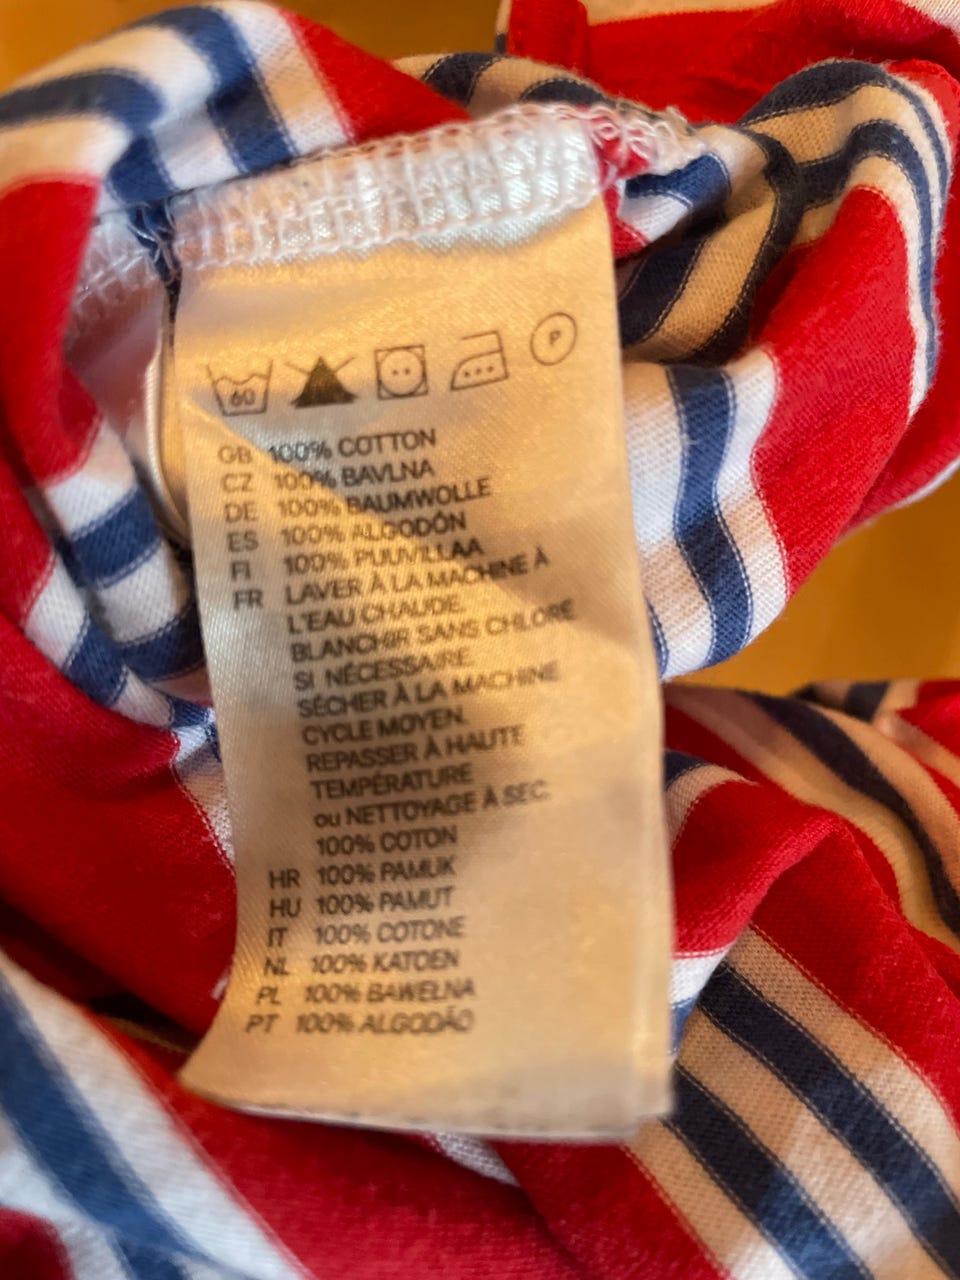 60 P
GB 100% COTTON
CZ 100% BAVLNA
DE 100% BAUMWOLLE
ES 100% ALGODÓN
FI 100% PUUVILLAA
FR LAVER À LA MACHINE À
L'EAU CHAUDE.
BLANCHIR SANS CHLORE
SI NÉCESSAIRE.
SÉCHER À LA MACHINE
CYCLE MOYEN.
REPASSER À HAUTE
TEMPÉRATURE
ou NETTOYAGE À SEC.
100% COTON
HR 100% PAMUK
HU 100% PAMUT
IT 100% COTONE
NL 100% KATOEN
PL 100% BAWEŁNA
PT 100% ALGODÃO